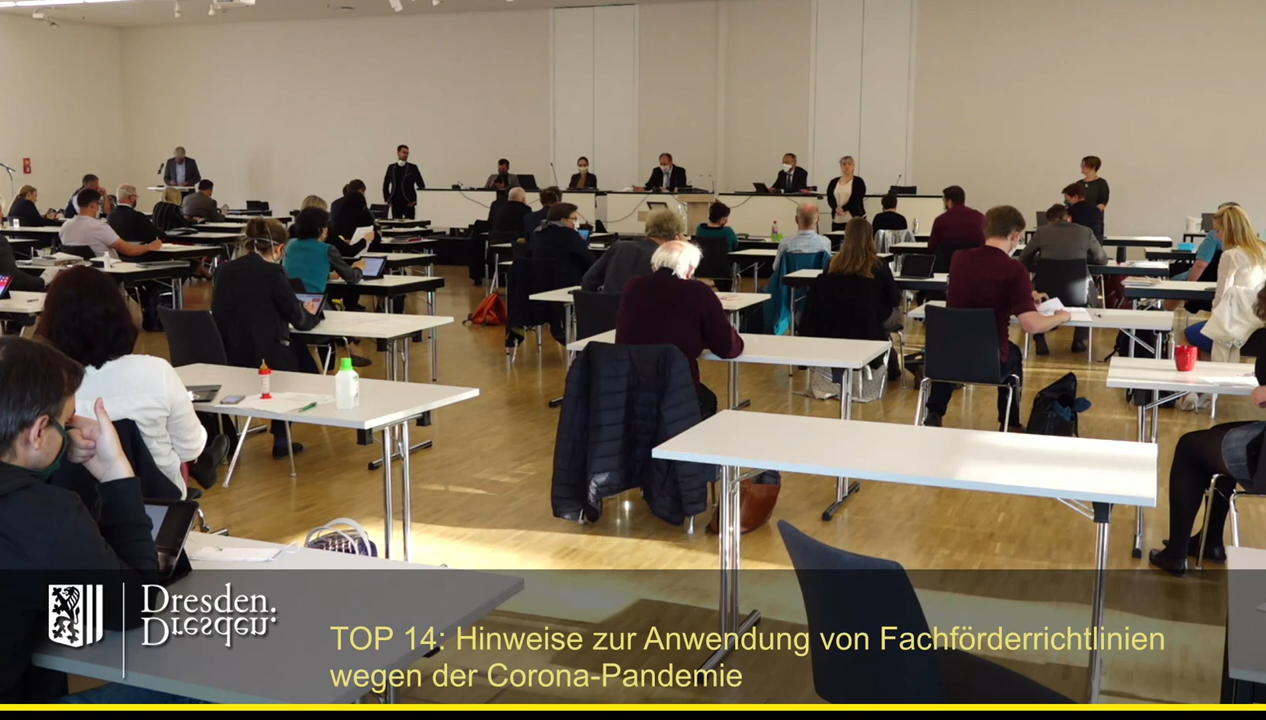 Dresden.
Dresden.
TOP 14: Hinweise zur Anwendung von Fachförderrichtlinien
wegen der Corona-Pandemie